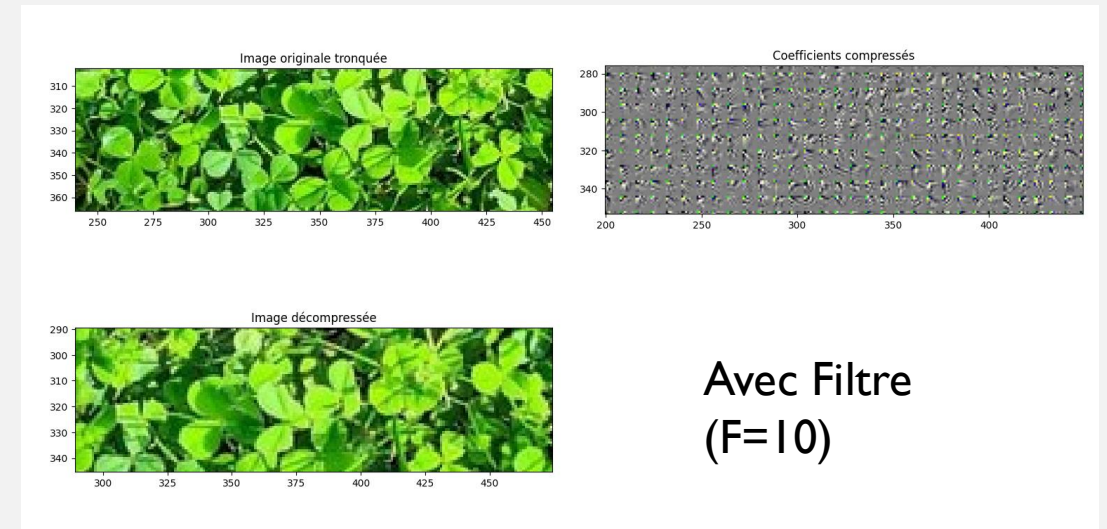 Image originale tronquée
310
320
330
340
350
360
250 275 300 325 350 375 400 425 450
Coefficients compressés
280
300
320
340
200 250 300 350 400
Image décompressée
290
300
310
320
330
340
300 325 350 375 400 425 450
Avec Filtre
(F=10)